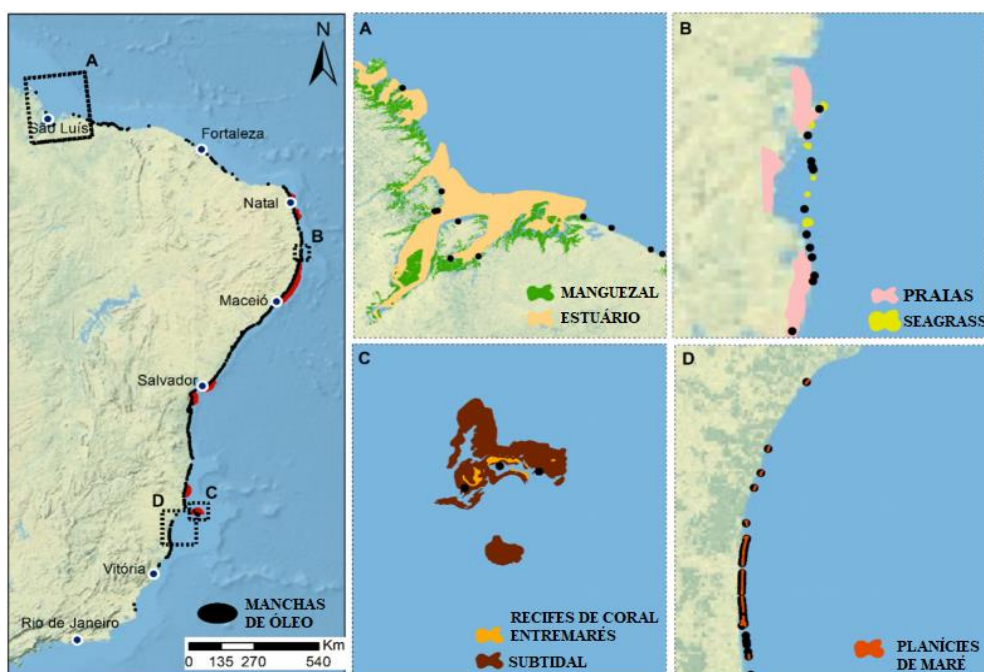 N
A
São Luís
Fortaleza
Natal
B
Maceió
Salvador
D
C
Vitória
Rio de Janeiro
MANCHAS
DE ÓLEO
Km
0 135 270 540
A
MANGUEZAL
ESTUÁRIO
B
PRAIAS
SEAGRASS
C
RECIFES DE CORAL
ENTREMARÉS
SUBTIDAL
D
PLANÍCIES
DE MARÉ